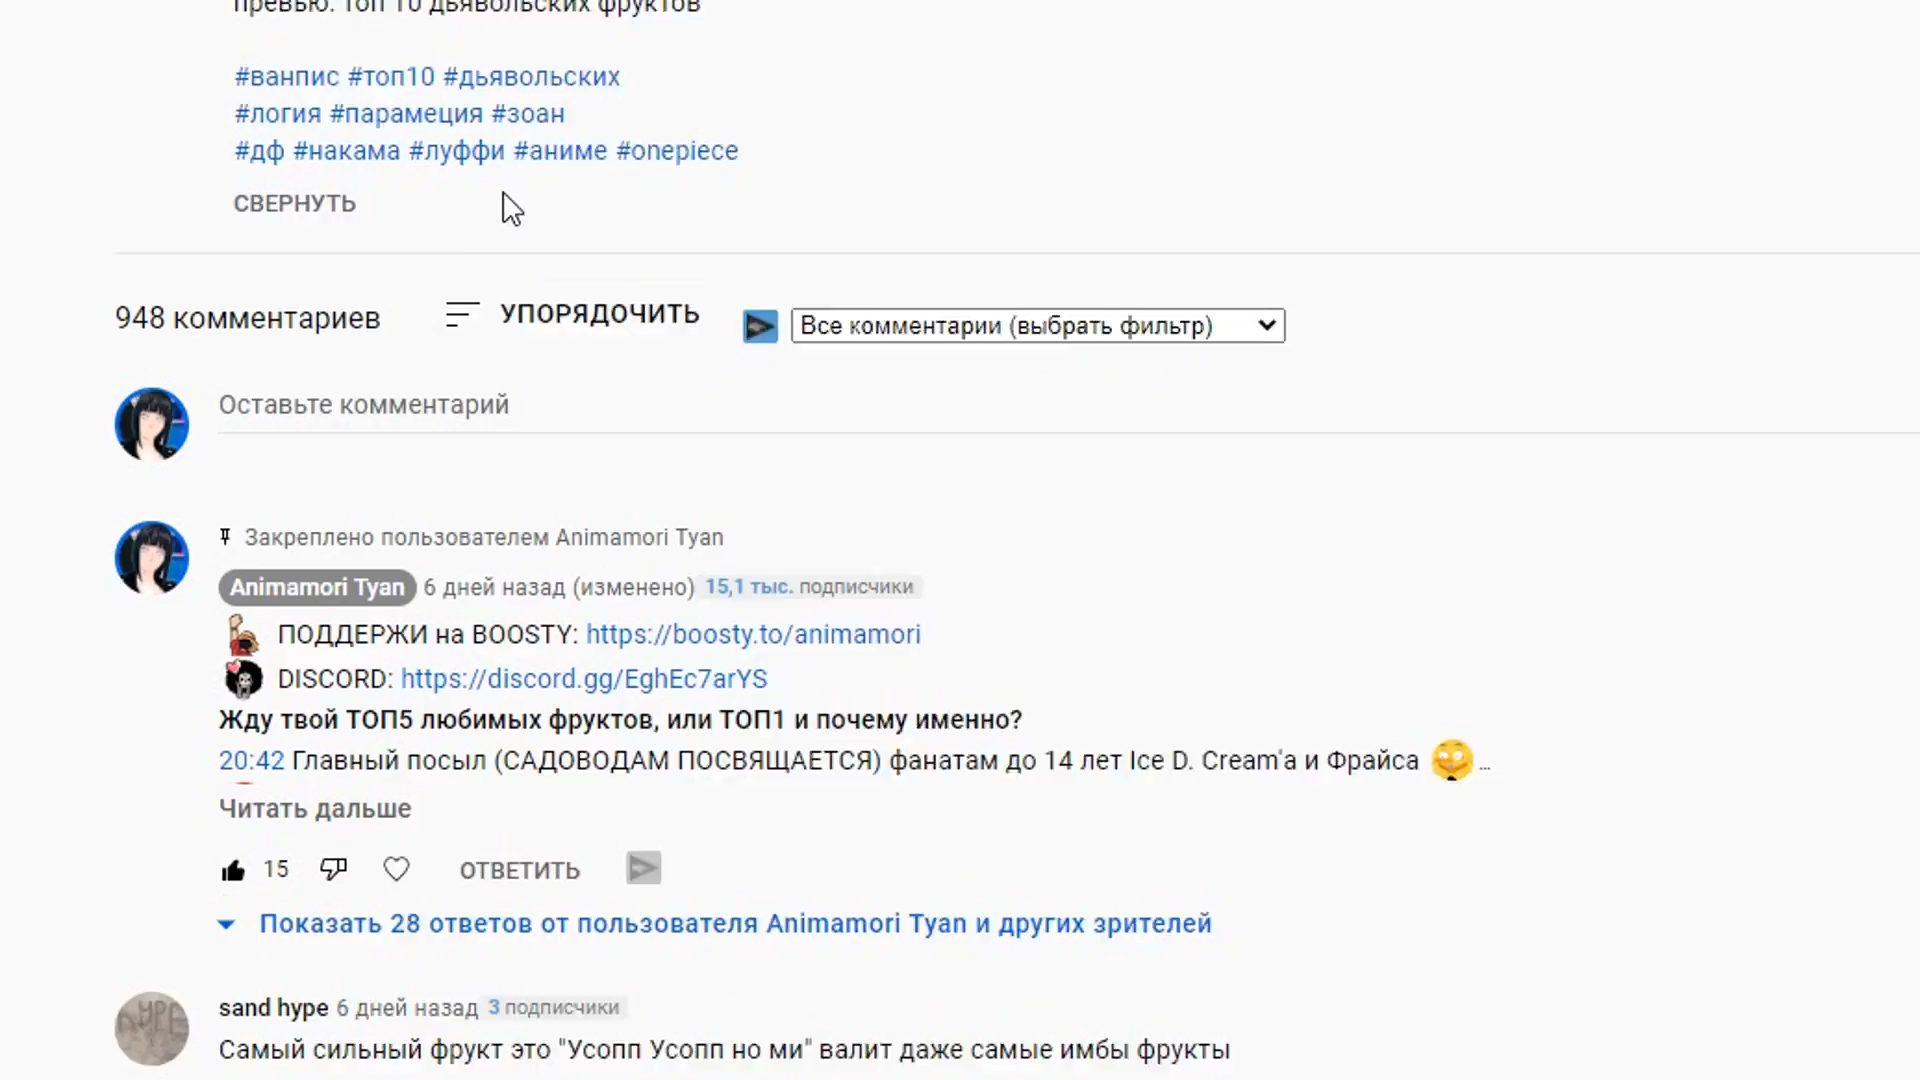 превью: топ 10 дьявольских фруктов
#ванпис #топ10 #дьявольских
#логия #парамеция #зоан
#дф #накама #луффи #аниме #onepiece
СВЕРНУТЬ
948 комментариев УПОРЯДОЧИТЬ Все комментарии (выбрать фильтр)
Оставьте комментарий
Закреплено пользователем Animamori Tyan
Animamori Tyan 6 дней назад (изменено) 15,1 тыс. подписчики
ПОДДЕРЖИ на BOOSTY: https://boosty.to/animamori
DISCORD: https://discord.gg/EghEc7arYS
Жду твой ТОП5 любимых фруктов, или ТОП1 и почему именно?
20:42 Главный посыл (САДОВОДАМ ПОСВЯЩАЕТСЯ) фанатам до 14 лет Ice D. Cream'a и Фрайса ...
Читать дальше
15 ОТВЕТИТЬ
Показать 28 ответов от пользователя Animamori Tyan и других зрителей
sand hype 6 дней назад 3 подписчики
Самый сильный фрукт это "Усопп Усопп но ми" валит даже самые имбы фрукты